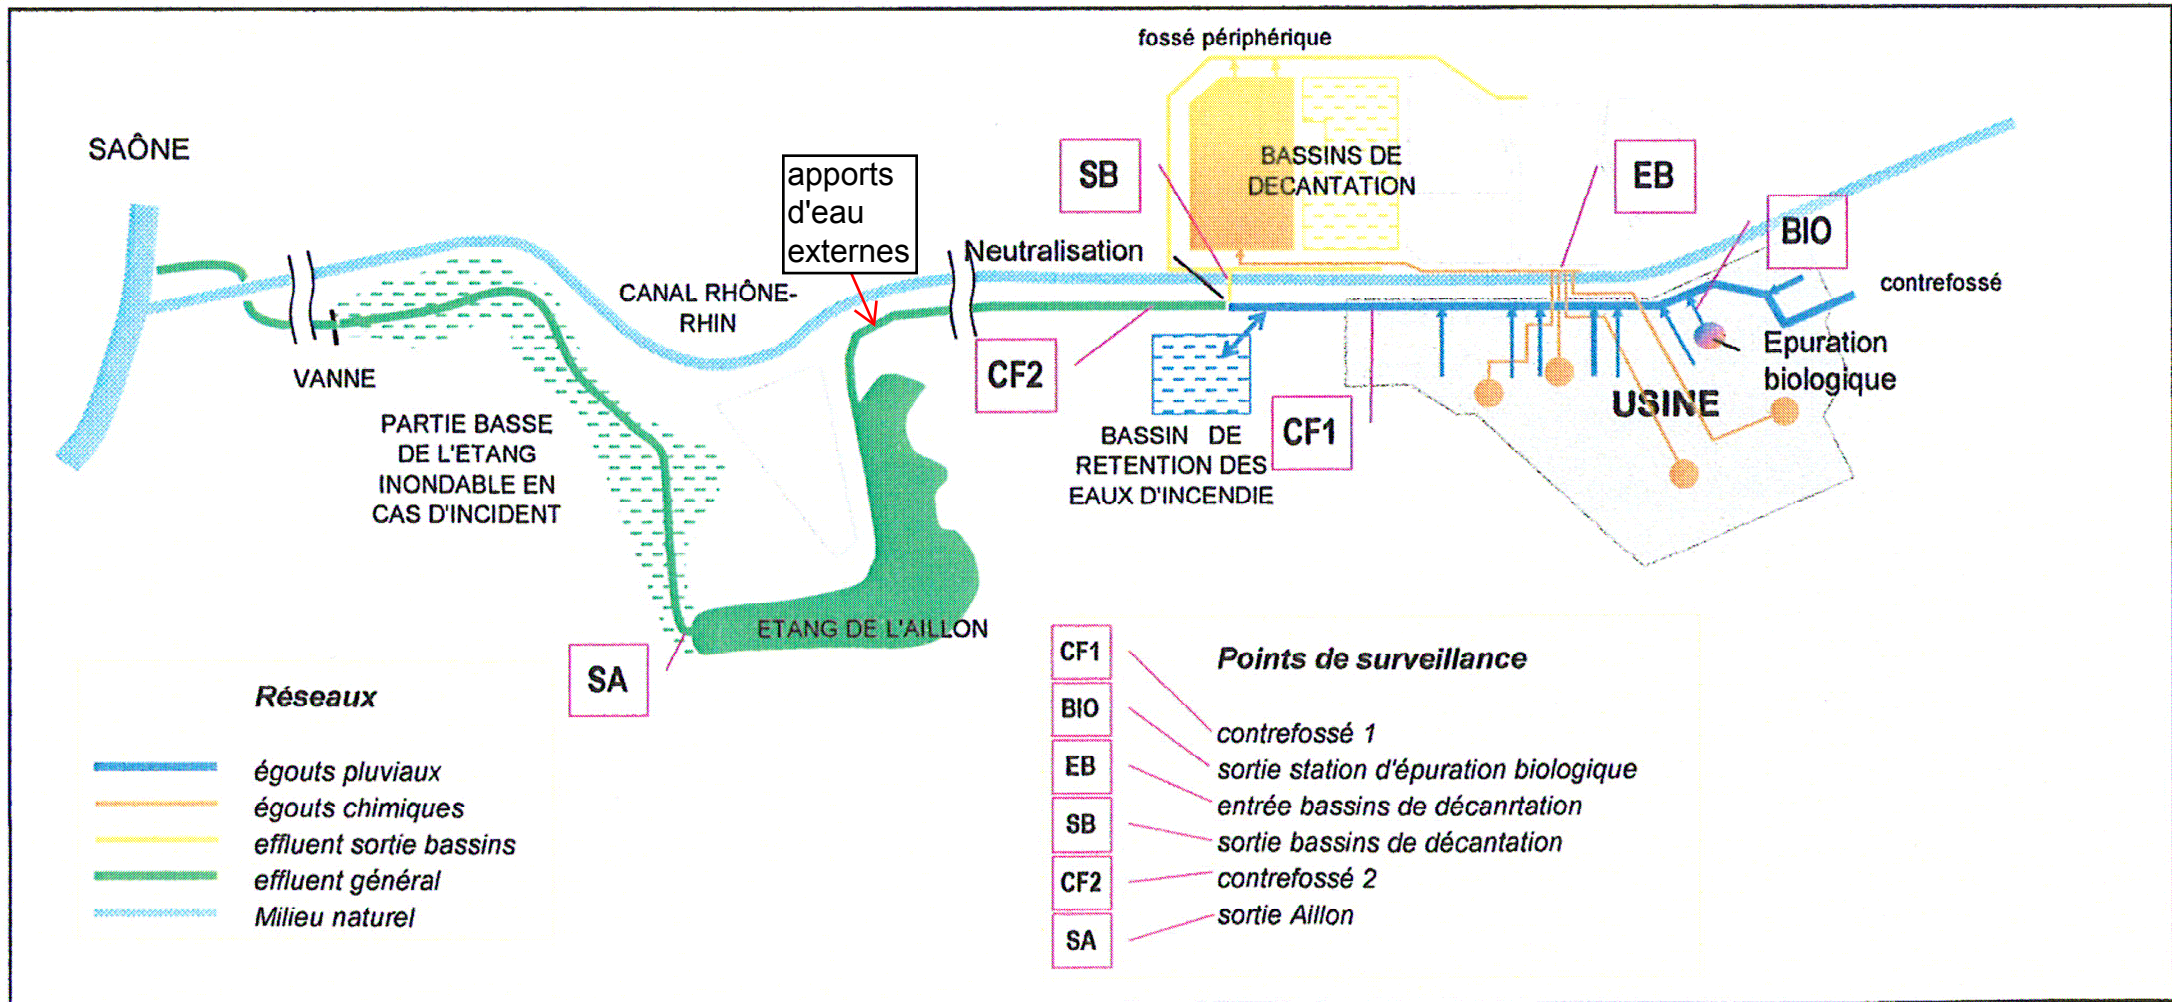 fossé périphérique
SAÔNE
apports
d'eau
externes
SB
BASSINS DE
DECANTATION
EB
BIO
Neutralisation
contrefossé
CANAL RHÔNE-
RHIN
VANNE
CF2
Epuration
biologique
USINE
PARTIE BASSE
DE L'ETANG
INONDABLE EN
CAS D'INCIDENT
BASSIN DE
RETENTION DES
EAUX D'INCENDIE
CF1
ETANG DE L'AILLON
SA
Réseaux
égouts pluviaux
égouts chimiques
effluent sortie bassins
effluent général
Milieu naturel
Points de surveillance
CF1
BIO
EB
SB
CF2
SA
contrefossé 1
sortie station d'épuration biologique
entrée bassins de décanrtation
sortie bassins de décantation
contrefossé 2
sortie Aillon